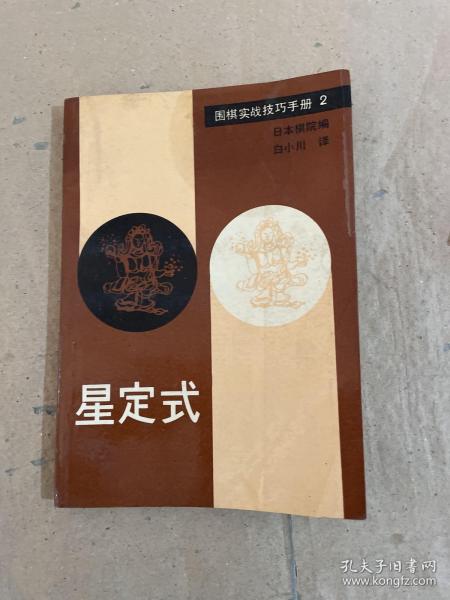 围棋实战技巧手册 2
日本棋院编
白小川 译
星定式
孔夫子旧书网
www.kongfz.com